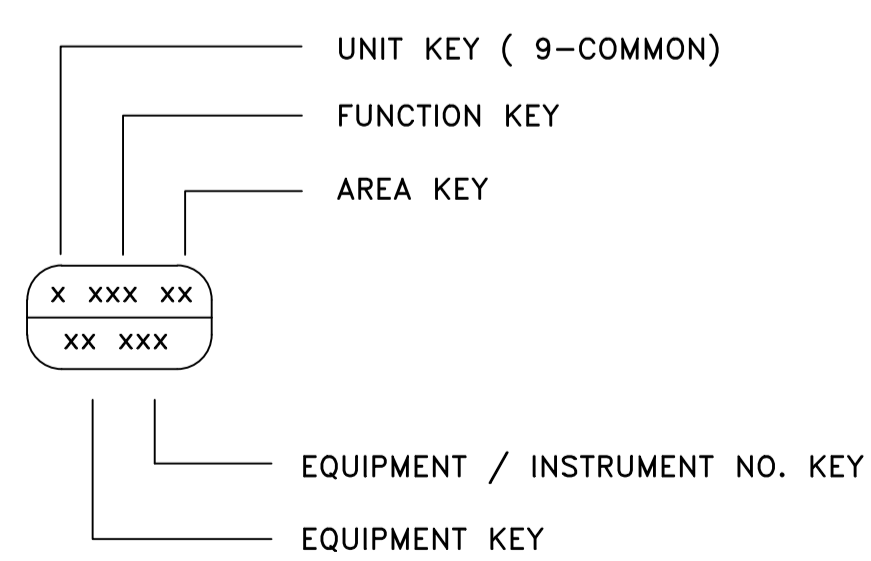 UNIT KEY ( 9-COMMON)
FUNCTION KEY
AREA KEY
x xxx xx
xx xxx
EQUIPMENT / INSTRUMENT NO. KEY
EQUIPMENT KEY